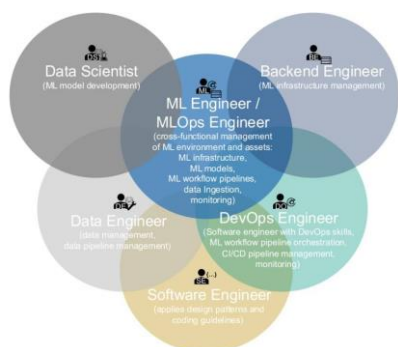 Data Scientist
(ML model development)
Backend Engineer
(ML infrastructure management)
ML Engineer /
MLOps Engineer
(cross-functional management
of ML environment and assets:
ML infrastructure,
ML models,
ML workflow pipelines,
data Ingestion,
monitoring)
Data Engineer
(data management,
data pipeline management)
DevOps Engineer
(Software engineer with DevOps skills,
ML workflow pipeline orchestration,
CI/CD pipeline management,
monitoring)
Software Engineer
(applies design patterns and
coding guidelines)